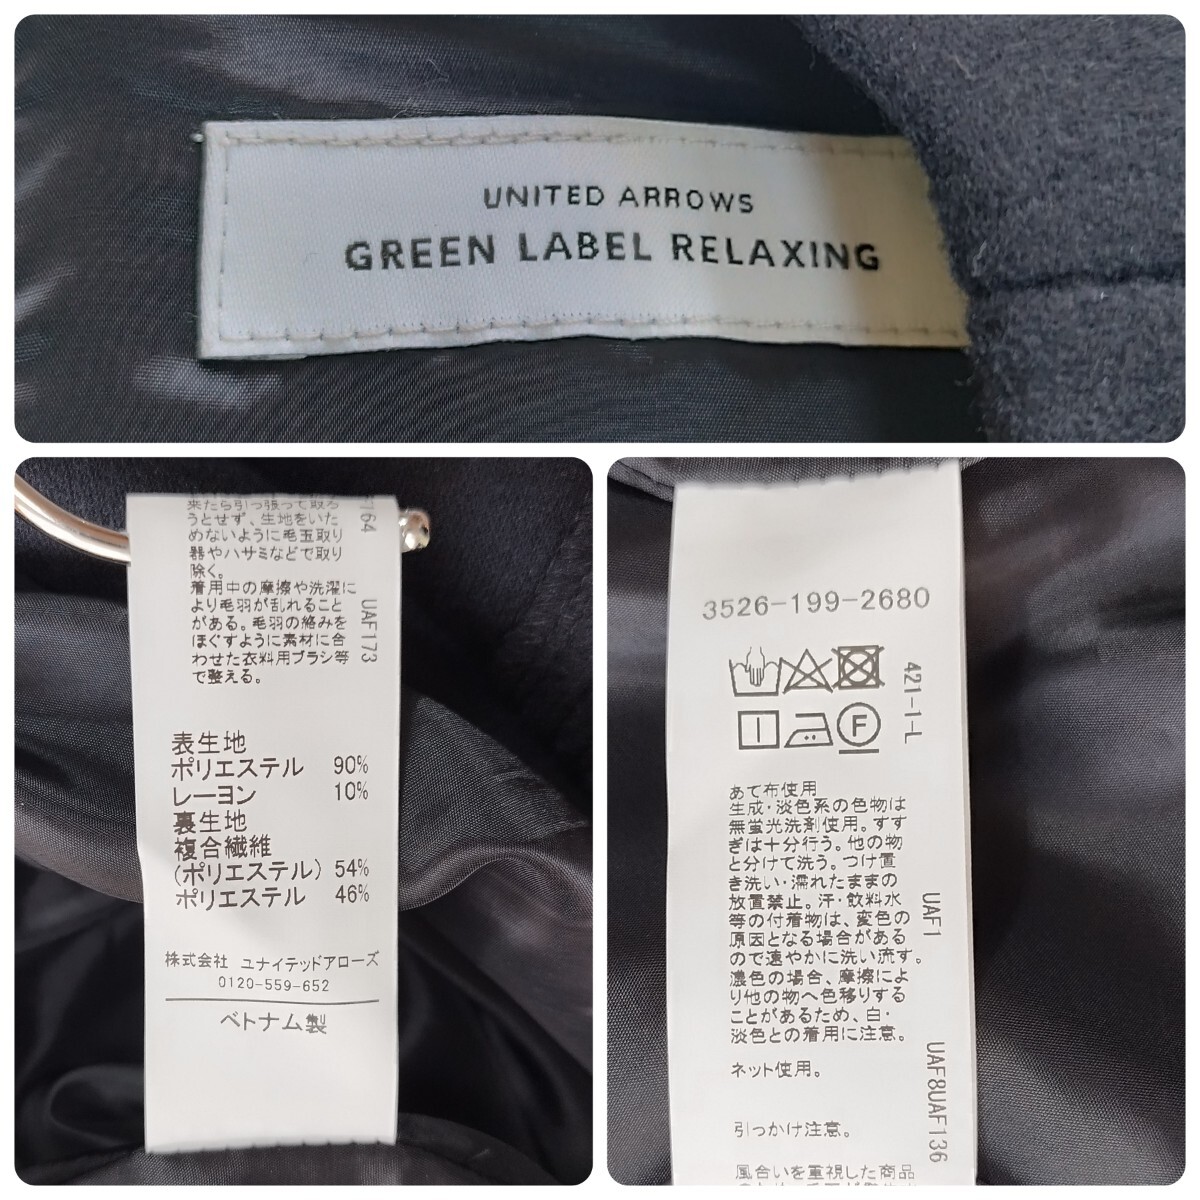 UNITED ARROWS
GREEN LABEL RELAXING
来たら引っ張って取ろ
うとせず、生地をいた
めないように毛玉取り
器やハサミなどで取り
除く。
着用中の摩擦や洗濯に
より毛羽が乱れること
がある。毛羽の絡みを
ほぐすように素材に合
わせた衣料用ブラシ等
で整える。
UAF173
表生地
ポリエステル 90%
レーヨン 10%
裏生地
複合繊維
(ポリエステル) 54%
ポリエステル 46%
株式会社 ユナイテッドアローズ
0120-559-652
ベトナム製
3526-199-2680
421-1-L
F
あて布使用
生成・淡色系の色物は
無蛍光洗剤使用。すす
ぎは十分行う。他の物
と分けて洗う。つけ置
き洗い・濡れたままの
放置禁止。汗・飲料水
等の付着物は、変色の
原因となる場合がある
ので速やかに洗い流す。
濃色の場合、摩擦によ
り他の物へ色移りする
ことがあるため、白・
淡色との着用に注意。
ネット使用。
引っかけ注意。
風合いを重視した商品
UAF1
UAF8UAF136